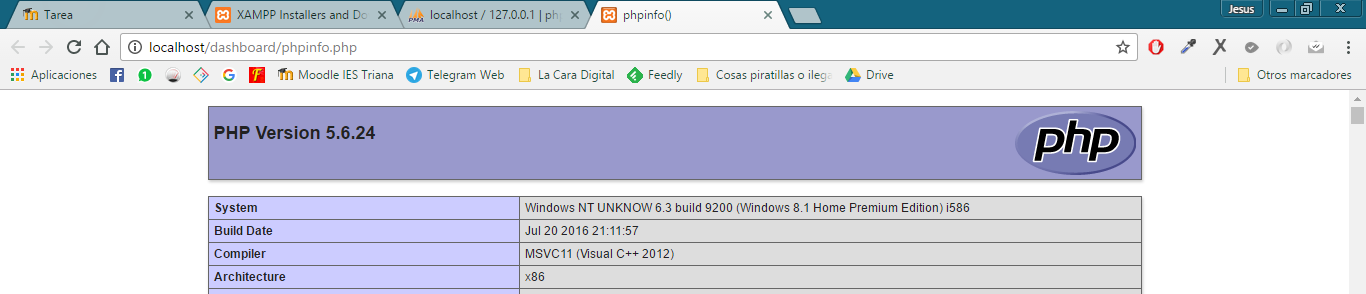 Tarea
XAMPP Installers and Do
localhost / 127.0.0.1 | php
phpinfo()
Jesus
localhost/dashboard/phpinfo.php
Aplicaciones
Moodle IES Triana
Telegram Web
La Cara Digital
Feedly
Cosas piratillas o ilega
Drive
Otros marcadores
PHP Version 5.6.24
php
System Windows NT UNKNOW 6.3 build 9200 (Windows 8.1 Home Premium Edition) i586
Build Date Jul 20 2016 21:11:57
Compiler MSVC11 (Visual C++ 2012)
Architecture x86